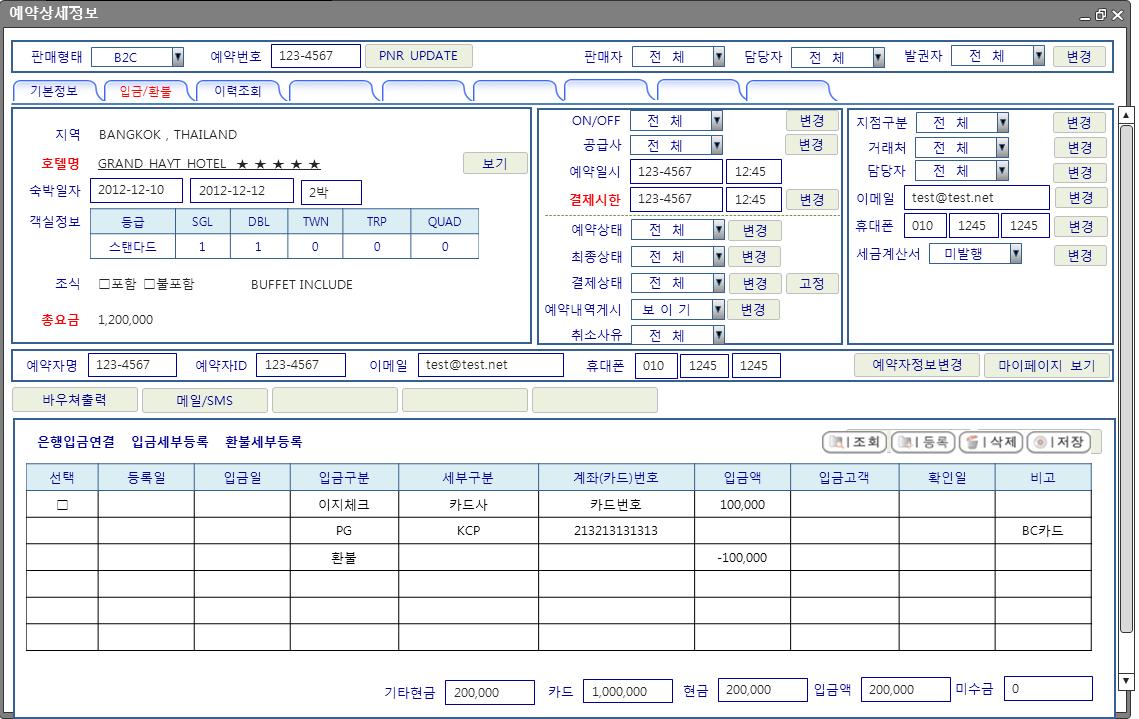 예약상세정보
판매형태 B2C 예약번호 123-4567 PNR UPDATE 판매자 전 체 담당자 전 체 발권자 전 체 변경
기본정보 입금/환불 이력조회
지역 BANGKOK , THAILAND
호텔명 GRAND HAYT HOTEL ★ ★ ★ ★ ★ 보기
숙박일자 2012-12-10 2012-12-12 2박
객실정보 등급 SGL DBL TWN TRP QUAD
스탠다드 1 1 0 0 0
조식 □포함 □불포함 BUFFET INCLUDE
총요금 1,200,000
ON/OFF 전 체 변경
공급사 전 체 변경
예약일시 123-4567 12:45
결제시한 123-4567 12:45 변경
예약상태 전 체 변경
최종상태 전 체 변경
결제상태 전 체 변경 고정
예약내역게시 보 이 기 변경
취소사유 전 체
지점구분 전 체 변경
거래처 전 체 변경
담당자 전 체 변경
이메일 test@test.net 변경
휴대폰 010 1245 1245 변경
세금계산서 미발행 변경
예약자명 123-4567 예약자ID 123-4567 이메일 test@test.net 휴대폰 010 1245 1245 예약자정보변경 마이페이지 보기
바우쳐출력 메일/SMS
은행입금연결 입금세부등록 환불세부등록 조회 등록 삭제 저장
선택 등록일 입금일 입금구분 세부구분 계좌(카드)번호 입금액 입금고객 확인일 비고
□ 이지체크 카드사 카드번호 100,000
PG KCP 213213131313 BC카드
환불 -100,000
기타현금 200,000 카드 1,000,000 현금 200,000 입금액 200,000 미수금 0